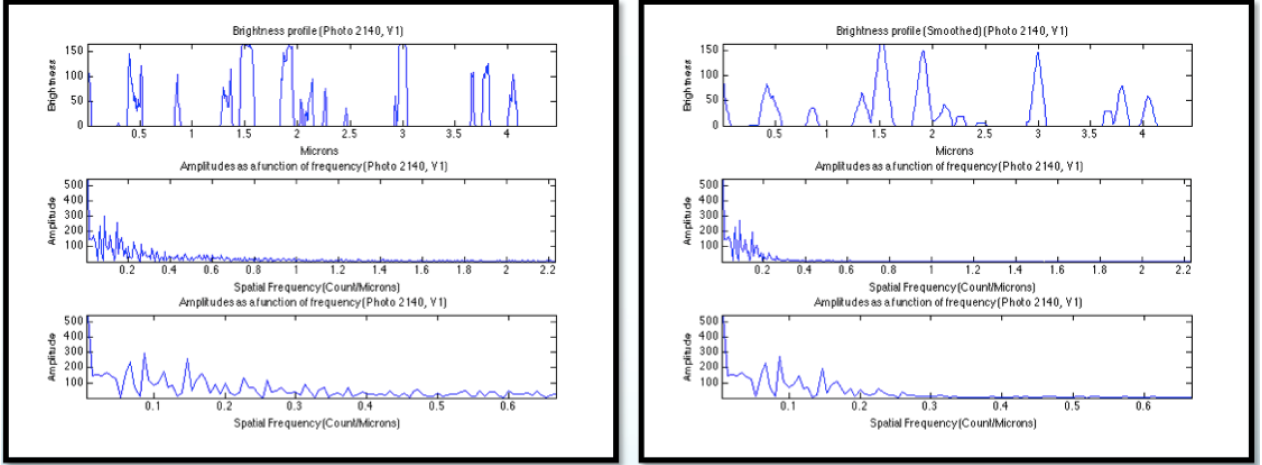 Brightness profile (Photo 2140, V1)
150
100
50
0
Brightness
0.5 1 1.5 2 2.5 3 3.5 4
Microns
Amplitudes as a function of frequency (Photo 2140, V1)
500
400
300
200
100
Amplitude
0.2 0.4 0.6 0.8 1 1.2 1.4 1.6 1.8 2 2.2
Spatial Frequency (Count/Microns)
Amplitudes as a function of frequency (Photo 2140, V1)
500
400
300
200
100
Amplitude
0.1 0.2 0.3 0.4 0.5 0.6
Spatial Frequency (Count/Microns)
Brightness profile (Smoothed) (Photo 2140, V1)
150
100
50
0
Brightness
0.5 1 1.5 2 2.5 3 3.5 4
Microns
Amplitudes as a function of frequency (Photo 2140, V1)
500
400
300
200
100
Amplitude
0.2 0.4 0.6 0.8 1 1.2 1.4 1.6 1.8 2 2.2
Spatial Frequency (Count/Microns)
Amplitudes as a function of frequency (Photo 2140, V1)
500
400
300
200
100
Amplitude
0.1 0.2 0.3 0.4 0.5 0.6
Spatial Frequency (Count/Microns)